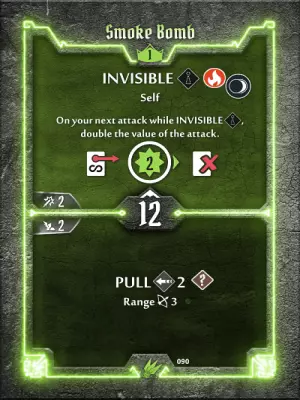 Smoke Bomb
1
INVISIBLE
Self
On your next attack while INVISIBLE ,
double the value of the attack.
S
2
2
12
2
PULL 2 ?
Range 3
090